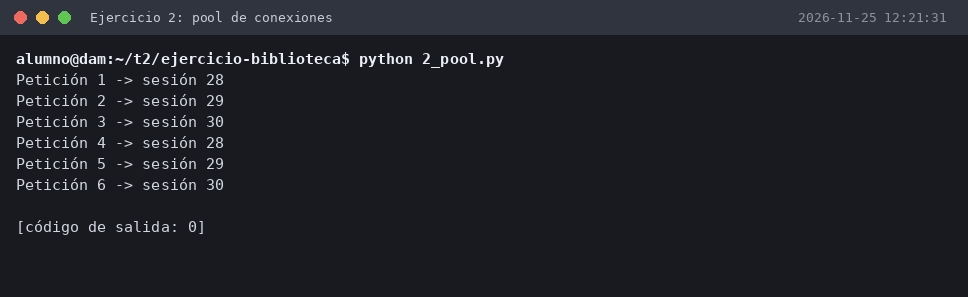 Ejercicio 2: pool de conexiones 2026-11-25 12:21:31
alumno@dam:~/t2/ejercicio-biblioteca$ python 2_pool.py
Petición 1 -> sesión 28
Petición 2 -> sesión 29
Petición 3 -> sesión 30
Petición 4 -> sesión 28
Petición 5 -> sesión 29
Petición 6 -> sesión 30
[código de salida: 0]